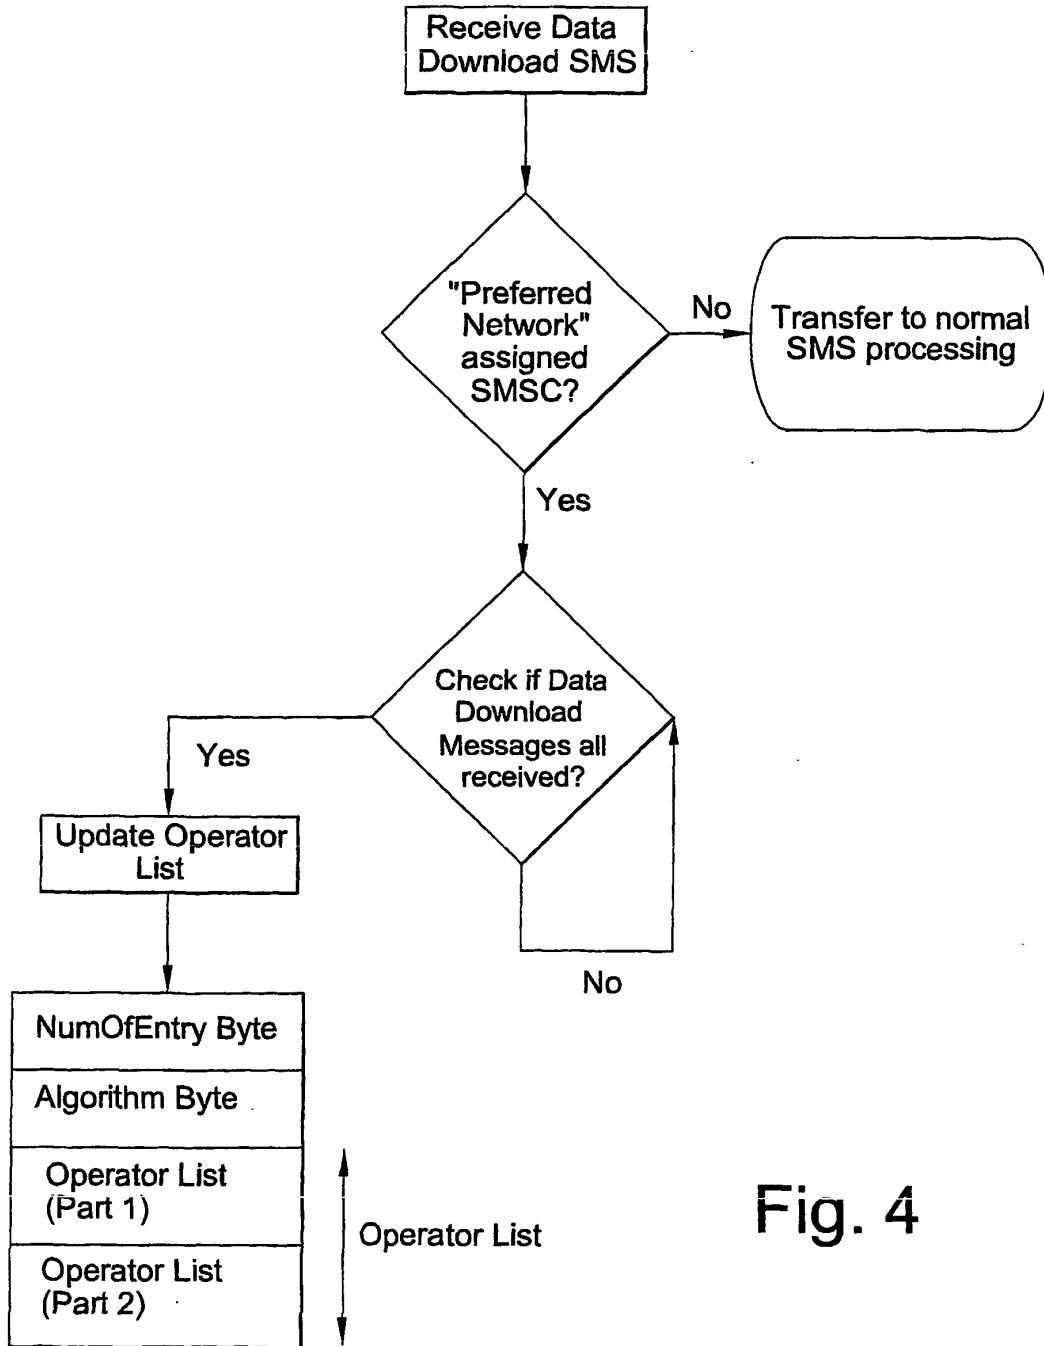 Receive Data
Download SMS
"Preferred
Network"
assigned
SMSC?
No
Transfer to normal
SMS processing
Yes
Check if Data
Download
Messages all
received?
Yes
No
Update Operator
List
NumOfEntry Byte
Algorithm Byte
Operator List
(Part 1)
Operator List
(Part 2)
Operator List
Fig. 4